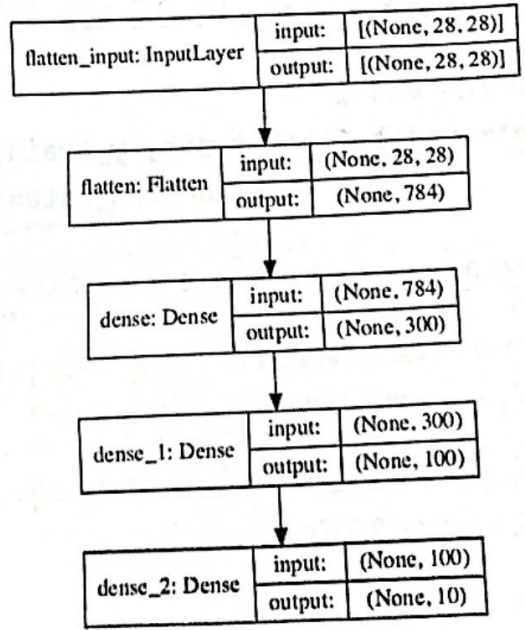 flatten_input: InputLayer
input: [(None, 28, 28)]
output: [(None, 28, 28)]
flatten: Flatten
input: (None, 28, 28)
output: (None, 784)
dense: Dense
input: (None, 784)
output: (None, 300)
dense_1: Dense
input: (None, 300)
output: (None, 100)
dense_2: Dense
input: (None, 100)
output: (None, 10)